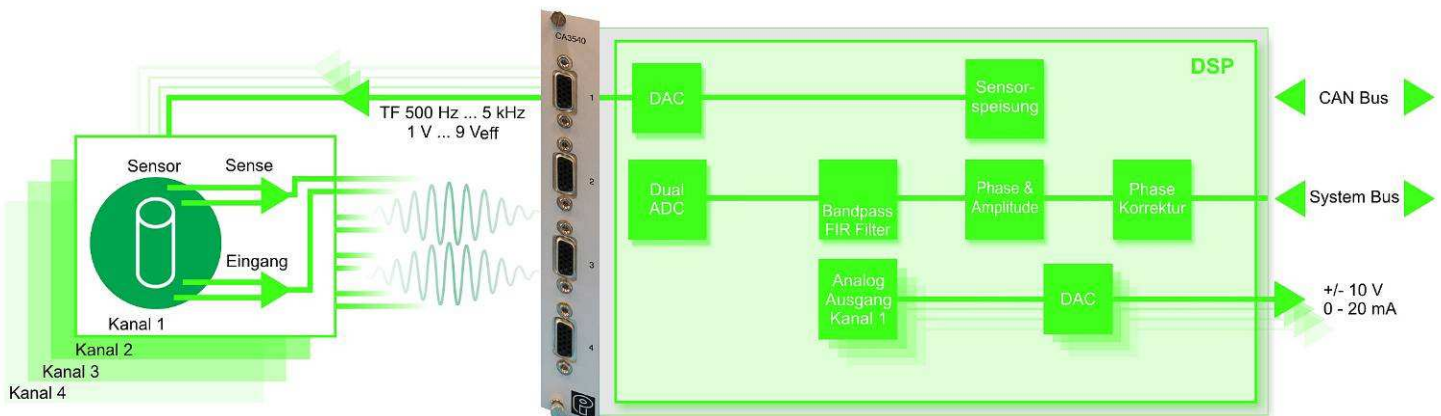 CA3540
1
2
3
4
TF 500 Hz ... 5 kHz
1 V ... 9 Veff
Sensor
Sense
Eingang
Kanal 1
Kanal 2
Kanal 3
Kanal 4
DSP
DAC
Sensor-
speisung
Dual
ADC
Bandpass
FIR Filter
Phase &
Amplitude
Phase
Korrektur
Analog
Ausgang
Kanal 1
DAC
CAN Bus
System Bus
+/- 10 V
0 - 20 mA